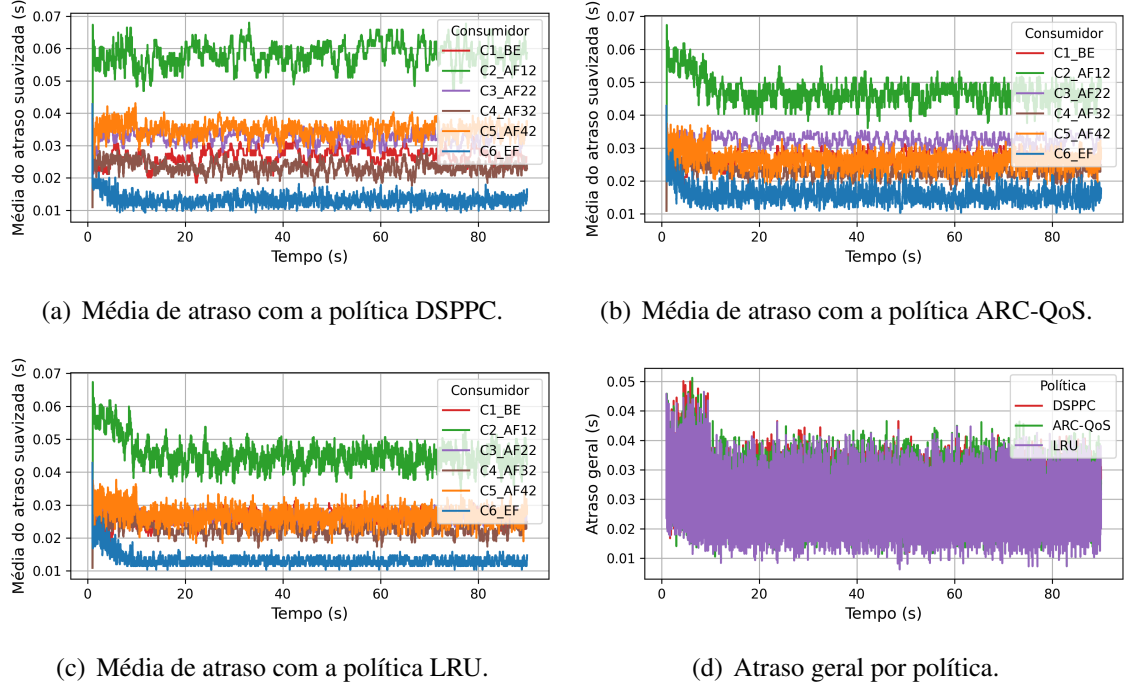 Média do atraso suavizada (s)
0.07
0.06
0.05
0.04
0.03
0.02
0.01
0 20 40 60 80
Tempo (s)
Consumidor
C1_BE
C2_AF12
C3_AF22
C4_AF32
C5_AF42
C6_EF
(a) Média de atraso com a política DSPPC.
Média do atraso suavizada (s)
0.07
0.06
0.05
0.04
0.03
0.02
0.01
0 20 40 60 80
Tempo (s)
Consumidor
C1_BE
C2_AF12
C3_AF22
C4_AF32
C5_AF42
C6_EF
(b) Média de atraso com a política ARC-QoS.
Média do atraso suavizada (s)
0.07
0.06
0.05
0.04
0.03
0.02
0.01
0 20 40 60 80
Tempo (s)
Consumidor
C1_BE
C2_AF12
C3_AF22
C4_AF32
C5_AF42
C6_EF
(c) Média de atraso com a política LRU.
Atraso geral (s)
0.05
0.04
0.03
0.03
0.02
0.01
0.01
0 20 40 60 80
Tempo (s)
Política
DSPPC
ARC-QoS
LRU
(d) Atraso geral por política.